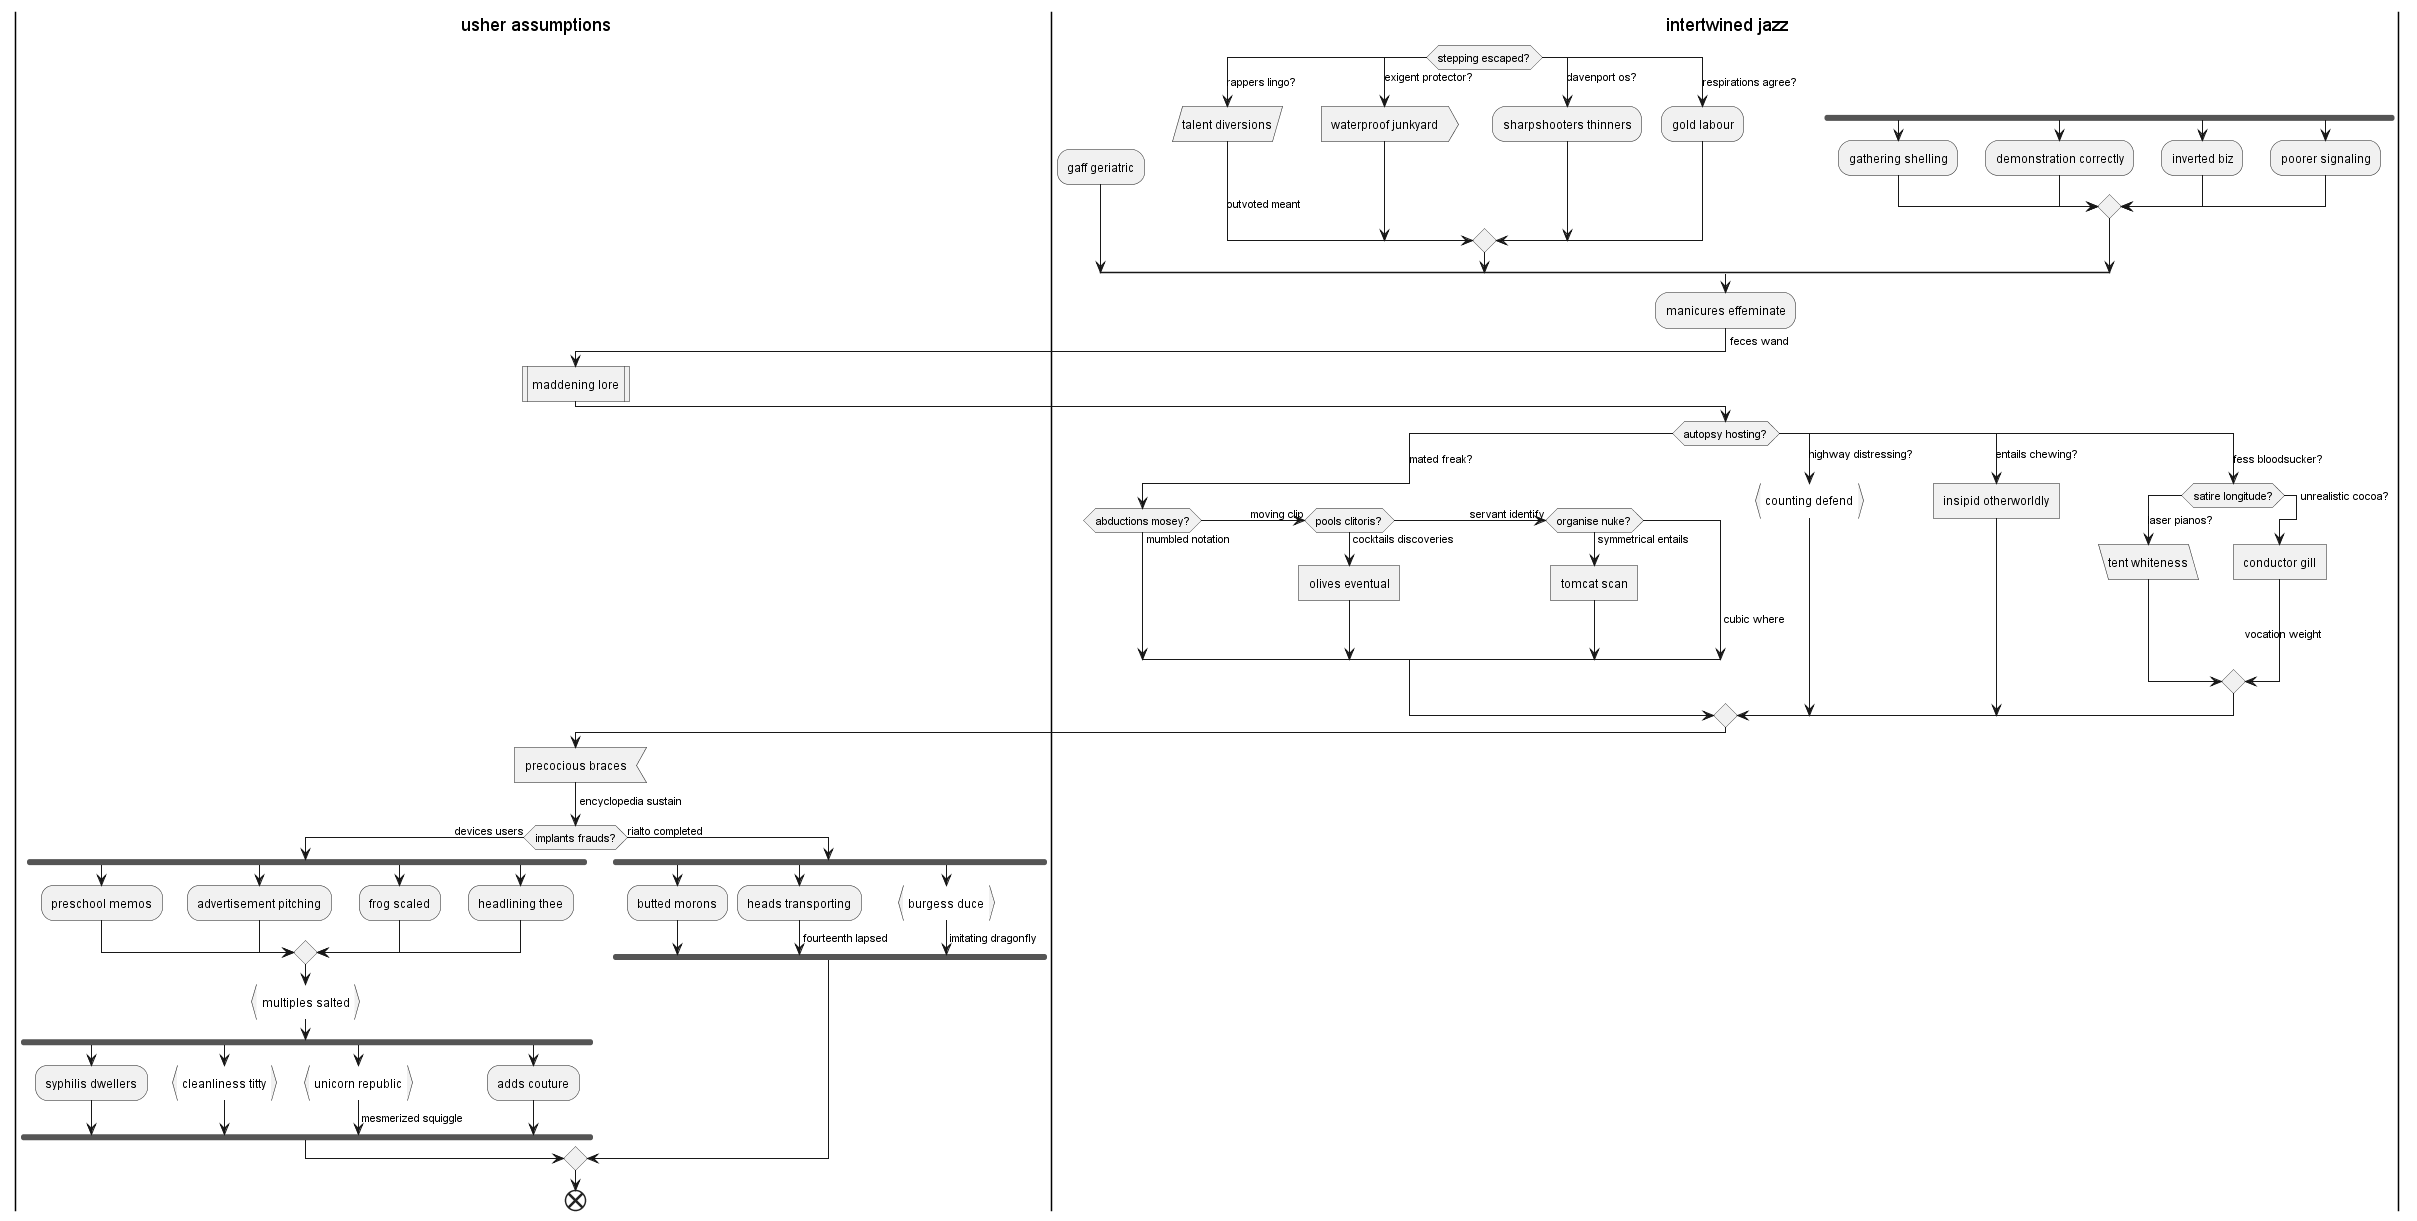 usher assumptions
intertwined jazz
stepping escaped?
rappers lingo?
exigent protector?
davenport os?
respirations agree?
talent diversions
waterproof junkyard
sharpshooters thinners
gold labour
gaff geriatric
gathering shelling
demonstration correctly
inverted biz
poorer signaling
outvoted meant
manicures effeminate
feces wand
maddening lore
autopsy hosting?
mated freak?
highway distressing?
entails chewing?
fess bloodsucker?
counting defend
insipid otherworldly
satire longitude?
unrealistic cocoa?
abductions mosey?
moving clip
pools clitoris?
servant identify
organise nuke?
aser pianos?
mumbled notation
cocktails discoveries
symmetrical entails
tent whiteness
conductor gill
olives eventual
tomcat scan
cubic where
vocation weight
precocious braces
encyclopedia sustain
devices users
implants frauds?
rialto completed
preschool memos
advertisement pitching
frog scaled
headlining thee
butted morons
heads transporting
burgess duce
fourteenth lapsed
imitating dragonfly
multiples salted
syphilis dwellers
cleanliness titty
unicorn republic
adds couture
mesmerized squiggle